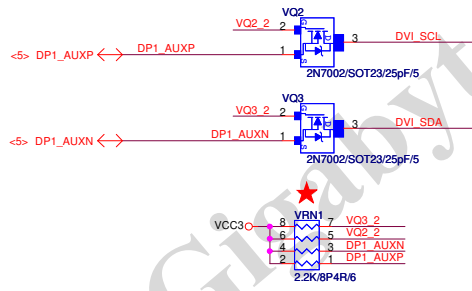 VQ2
VQ2_2 2 G D
3 DVI_SCL
<5> DP1_AUXP DP1_AUXP 1 S
2N7002/SOT23/25pF/5
VQ3
VQ3_2 2 G D
3 DVI_SDA
<5> DP1_AUXN DP1_AUXN 1 S
2N7002/SOT23/25pF/5
VRN1
VCC3 8 7 VQ3_2
6 5 VQ2_2
4 3 DP1_AUXN
2 1 DP1_AUXP
2.2K/8P4R/6
Gigabyt